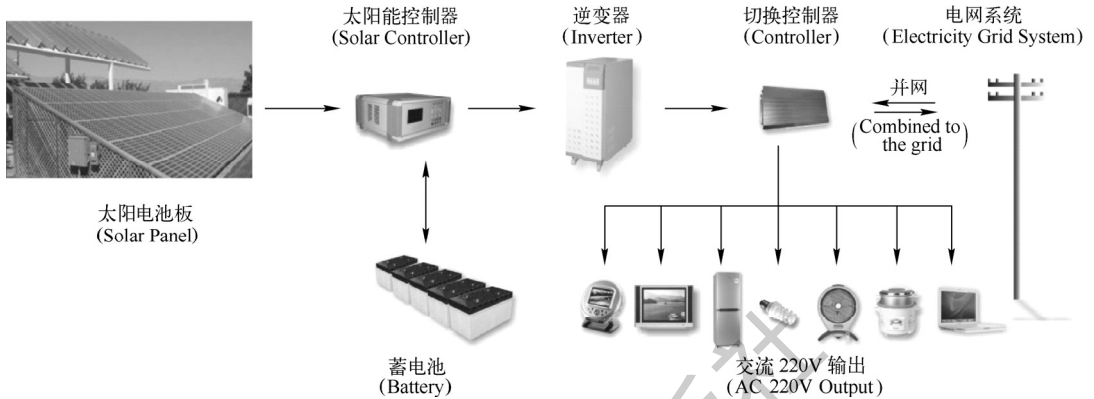 太阳能控制器
(Solar Controller)
逆变器
(Inverter)
切换控制器
(Controller)
电网系统
(Electricity Grid System)
并网
(Combined to
the grid)
太阳电池板
(Solar Panel)
蓄电池
(Battery)
交流 220V 输出
(AC 220V Output)